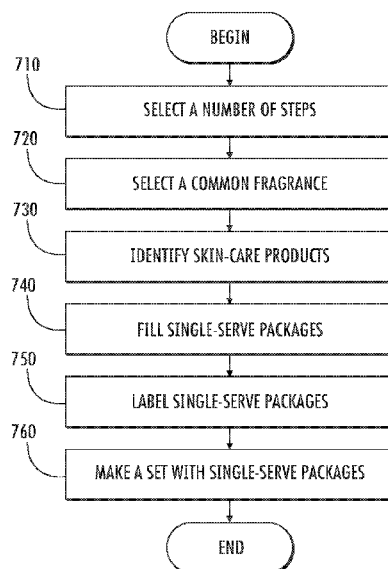 BEGIN
710
SELECT A NUMBER OF STEPS
720
SELECT A COMMON FRAGRANCE
730
IDENTIFY SKIN-CARE PRODUCTS
740
FILL SINGLE-SERVE PACKAGES
750
LABEL SINGLE-SERVE PACKAGES
760
MAKE A SET WITH SINGLE-SERVE PACKAGES
END